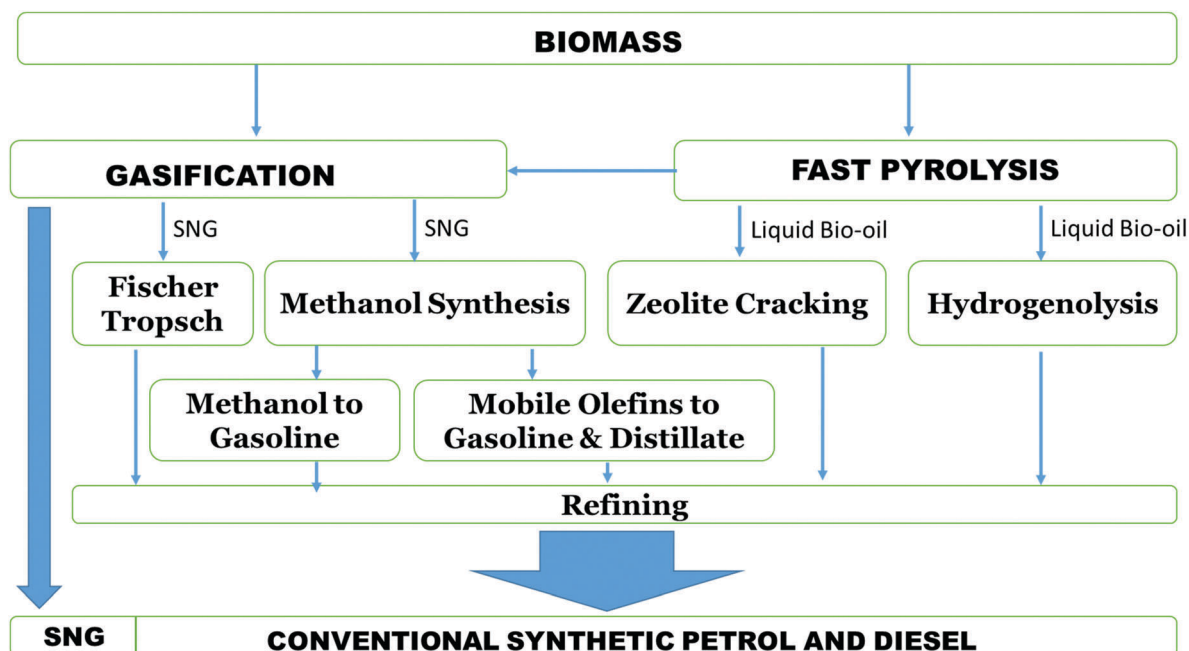 BIOMASS
GASIFICATION
FAST PYROLYSIS
SNG
SNG
Liquid Bio-oil
Liquid Bio-oil
Fischer
Tropsch
Methanol Synthesis
Zeolite Cracking
Hydrogenolysis
Methanol to
Gasoline
Mobile Olefins to
Gasoline & Distillate
Refining
SNG
CONVENTIONAL SYNTHETIC PETROL AND DIESEL